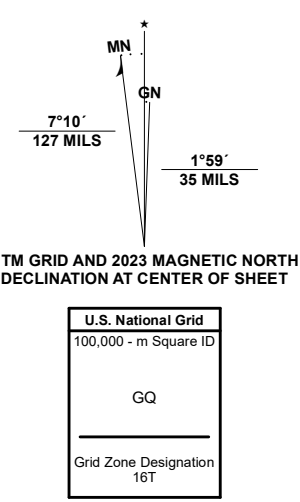 MN
GN
7°10´
127 MILS
1°59´
35 MILS
TM GRID AND 2023 MAGNETIC NORTH
DECLINATION AT CENTER OF SHEET
U.S. National Grid
100,000 - m Square ID
GQ
Grid Zone Designation
16T